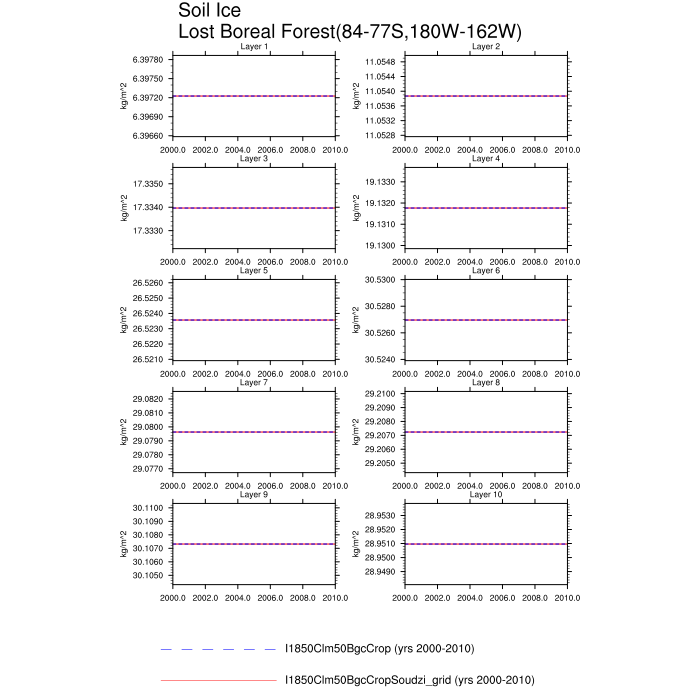 Soil Ice
Lost Boreal Forest(84-77S,180W-162W)
Layer 1
6.39780
6.39750
6.39720
6.39690
6.39660
kg/m^2
2000.0 2002.0 2004.0 2006.0 2008.0 2010.0
Layer 2
11.0548
11.0544
11.0540
11.0536
11.0532
11.0528
kg/m^2
2000.0 2002.0 2004.0 2006.0 2008.0 2010.0
Layer 3
17.3350
17.3340
17.3330
kg/m^2
2000.0 2002.0 2004.0 2006.0 2008.0 2010.0
Layer 4
19.1330
19.1320
19.1310
19.1300
kg/m^2
2000.0 2002.0 2004.0 2006.0 2008.0 2010.0
Layer 5
26.5260
26.5250
26.5240
26.5230
26.5220
26.5210
kg/m^2
2000.0 2002.0 2004.0 2006.0 2008.0 2010.0
Layer 6
30.5300
30.5280
30.5260
30.5240
kg/m^2
2000.0 2002.0 2004.0 2006.0 2008.0 2010.0
Layer 7
29.0820
29.0810
29.0800
29.0790
29.0780
29.0770
kg/m^2
2000.0 2002.0 2004.0 2006.0 2008.0 2010.0
Layer 8
29.2100
29.2090
29.2080
29.2070
29.2060
29.2050
kg/m^2
2000.0 2002.0 2004.0 2006.0 2008.0 2010.0
Layer 9
30.1100
30.1090
30.1080
30.1070
30.1060
30.1050
kg/m^2
2000.0 2002.0 2004.0 2006.0 2008.0 2010.0
Layer 10
28.9530
28.9520
28.9510
28.9500
28.9490
kg/m^2
2000.0 2002.0 2004.0 2006.0 2008.0 2010.0
I1850Clm50BgcCrop (yrs 2000-2010)
I1850Clm50BgcCropSoudzi_grid (yrs 2000-2010)